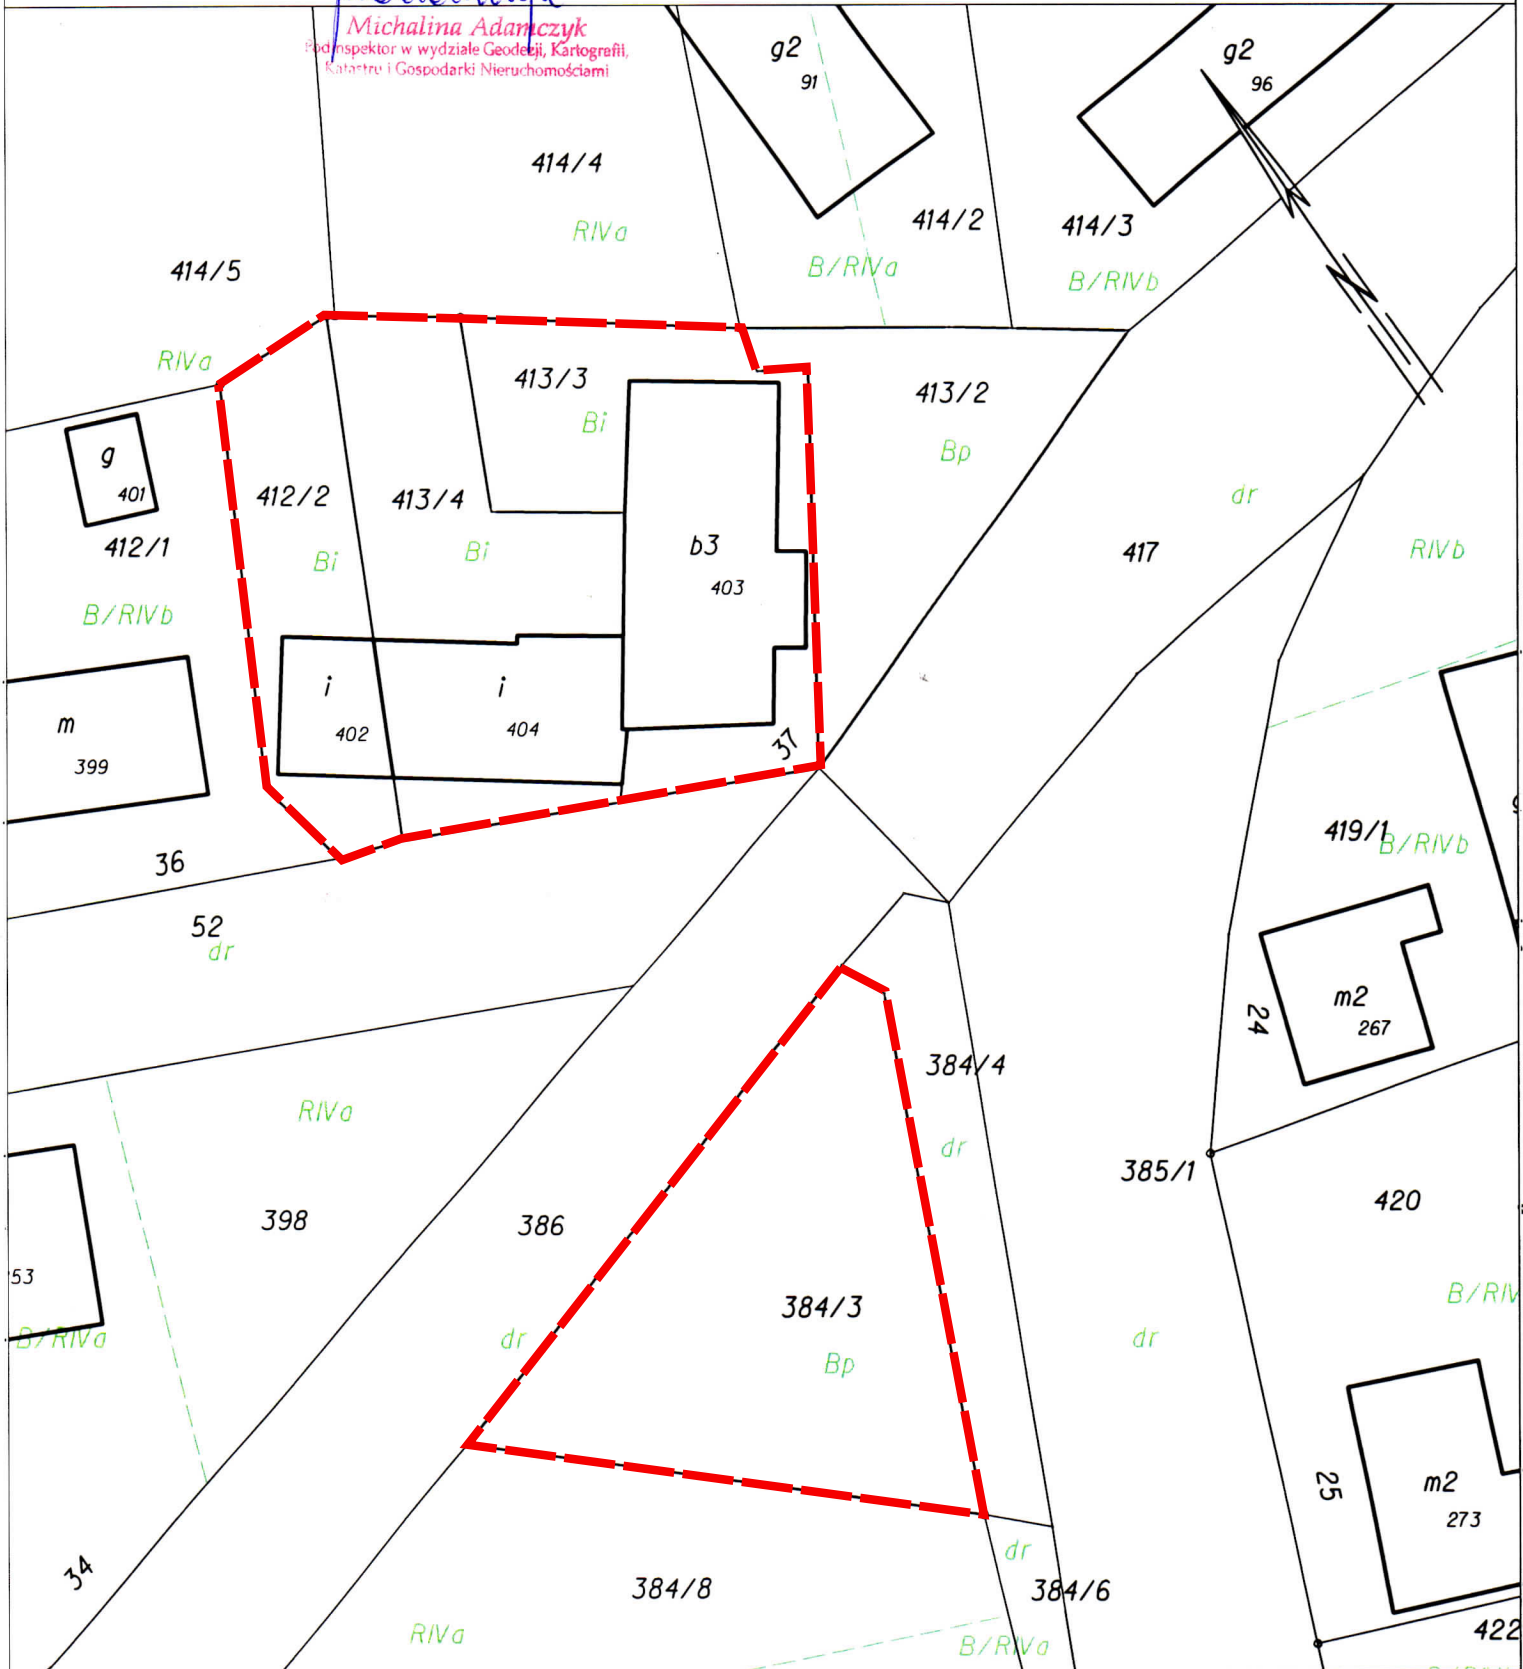 Michalina Adamczyk
Podinspektor w wydziale Geodezji, Kartografii,
Katastru i Gospodarki Nieruchomościami
g2
91
g2
96
414/4
RIVa
414/2
414/3
B/RIVa
B/RIVb
414/5
RIVa
413/3
Bi
413/2
Bp
g
401
412/2
413/4
dr
412/1
Bi
Bi
b3
403
417
RIVb
B/RIVb
i
i
m
402
404
37
399
419/1
B/RIVb
36
52
dr
m2
267
24
384/4
RIVa
dr
385/1
398
386
420
53
384/3
B/RIV
B/RIVa
dr
Bp
dr
m2
25
273
dr
34
384/8
384/6
RIVa
B/RIVa
422